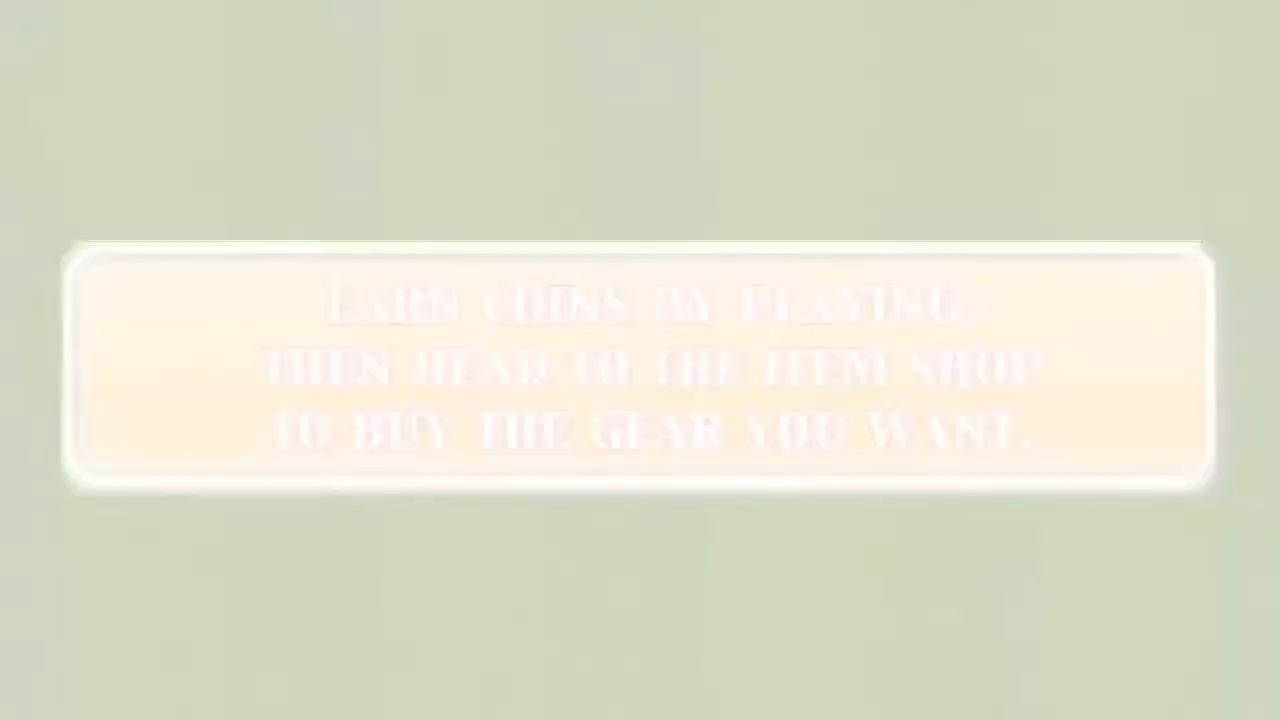 EARN COINS BY PLAYING,
THEN HEAD TO THE ITEM SHOP
TO BUY THE GEAR YOU WANT.